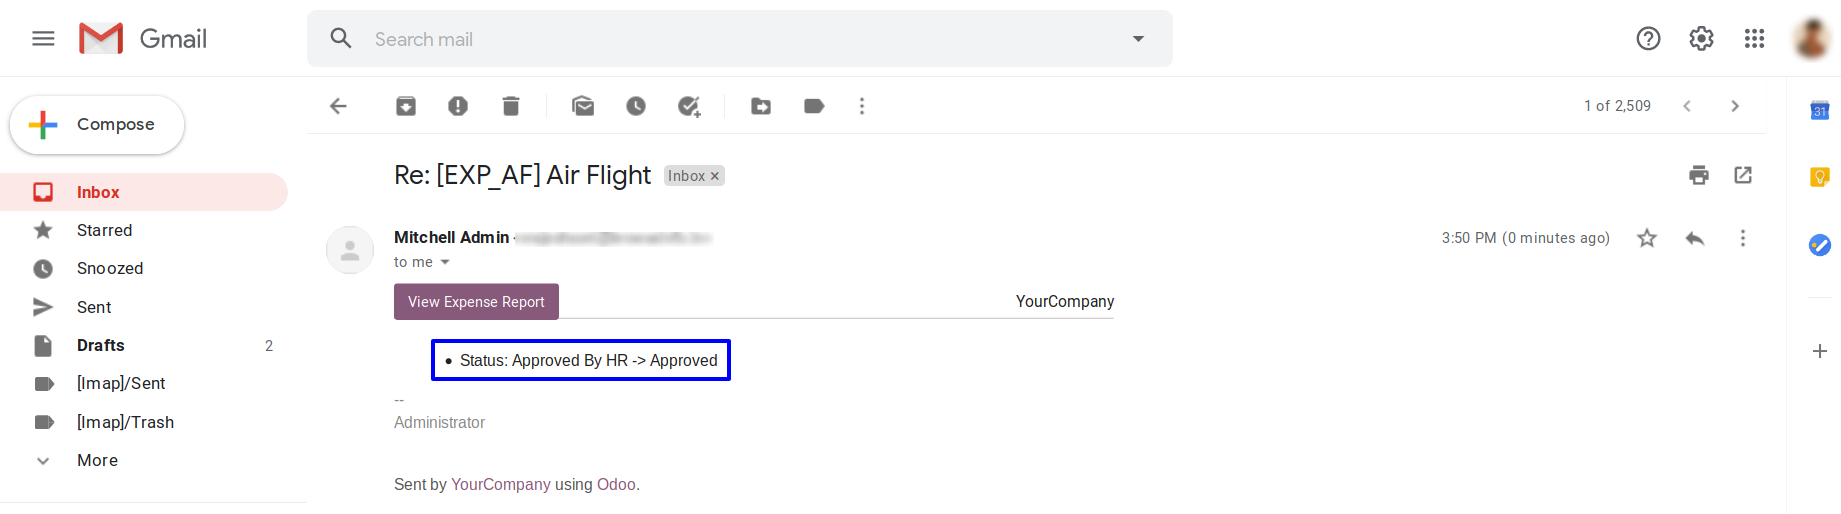 Gmail
Search mail
Compose
1 of 2,509
31
Inbox
Starred
Snoozed
Sent
Drafts 2
[Imap]/Sent
[Imap]/Trash
More
Re: [EXP_AF] Air Flight Inbox ×
Mitchell Admin
3:50 PM (0 minutes ago)
to me
View Expense Report
YourCompany
• Status: Approved By HR -> Approved
--
Administrator
Sent by YourCompany using Odoo.